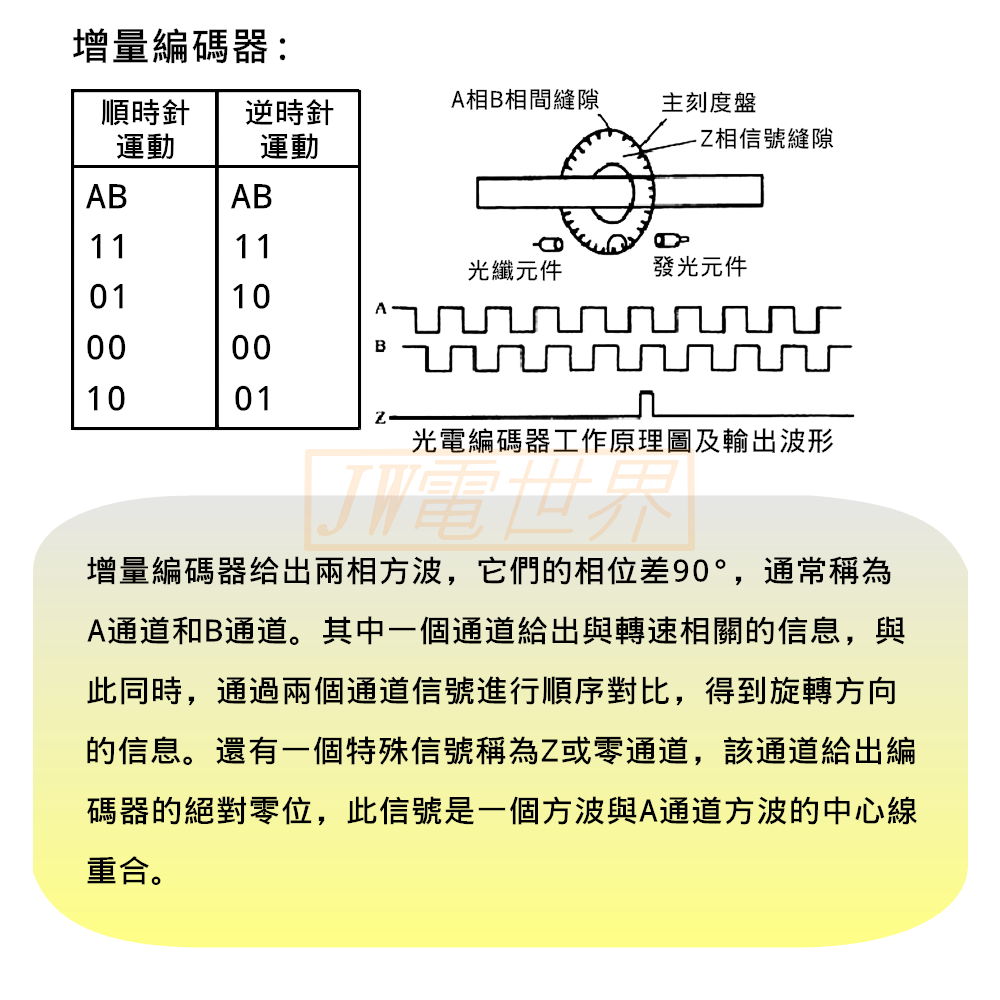 增量編碼器：
順時針 逆時針
運動 運動
AB AB
11 11
01 10
00 00
10 01
A相B相間縫隙
主刻度盤
Z相信號縫隙
光纖元件
發光元件
A
B
Z
光電編碼器工作原理圖及輸出波形
JW電世界
增量編碼器给出兩相方波，它們的相位差90°，通常稱為
A通道和B通道。其中一個通道給出與轉速相關的信息，與
此同時，通過兩個通道信號進行順序對比，得到旋轉方向
的信息。還有一個特殊信號稱為Z或零通道，該通道給出編
碼器的絕對零位，此信號是一個方波與A通道方波的中心線
重合。